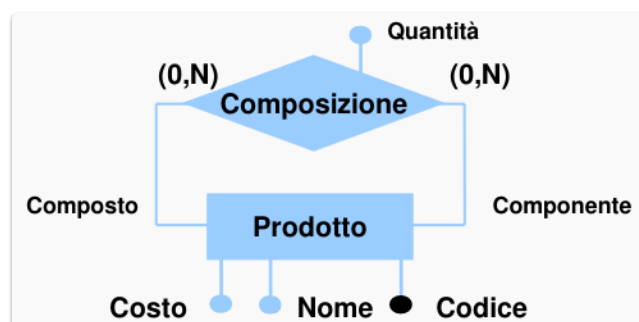 Quantità
(0,N)
(0,N)
Composizione
Composto
Componente
Prodotto
Costo
Nome
Codice